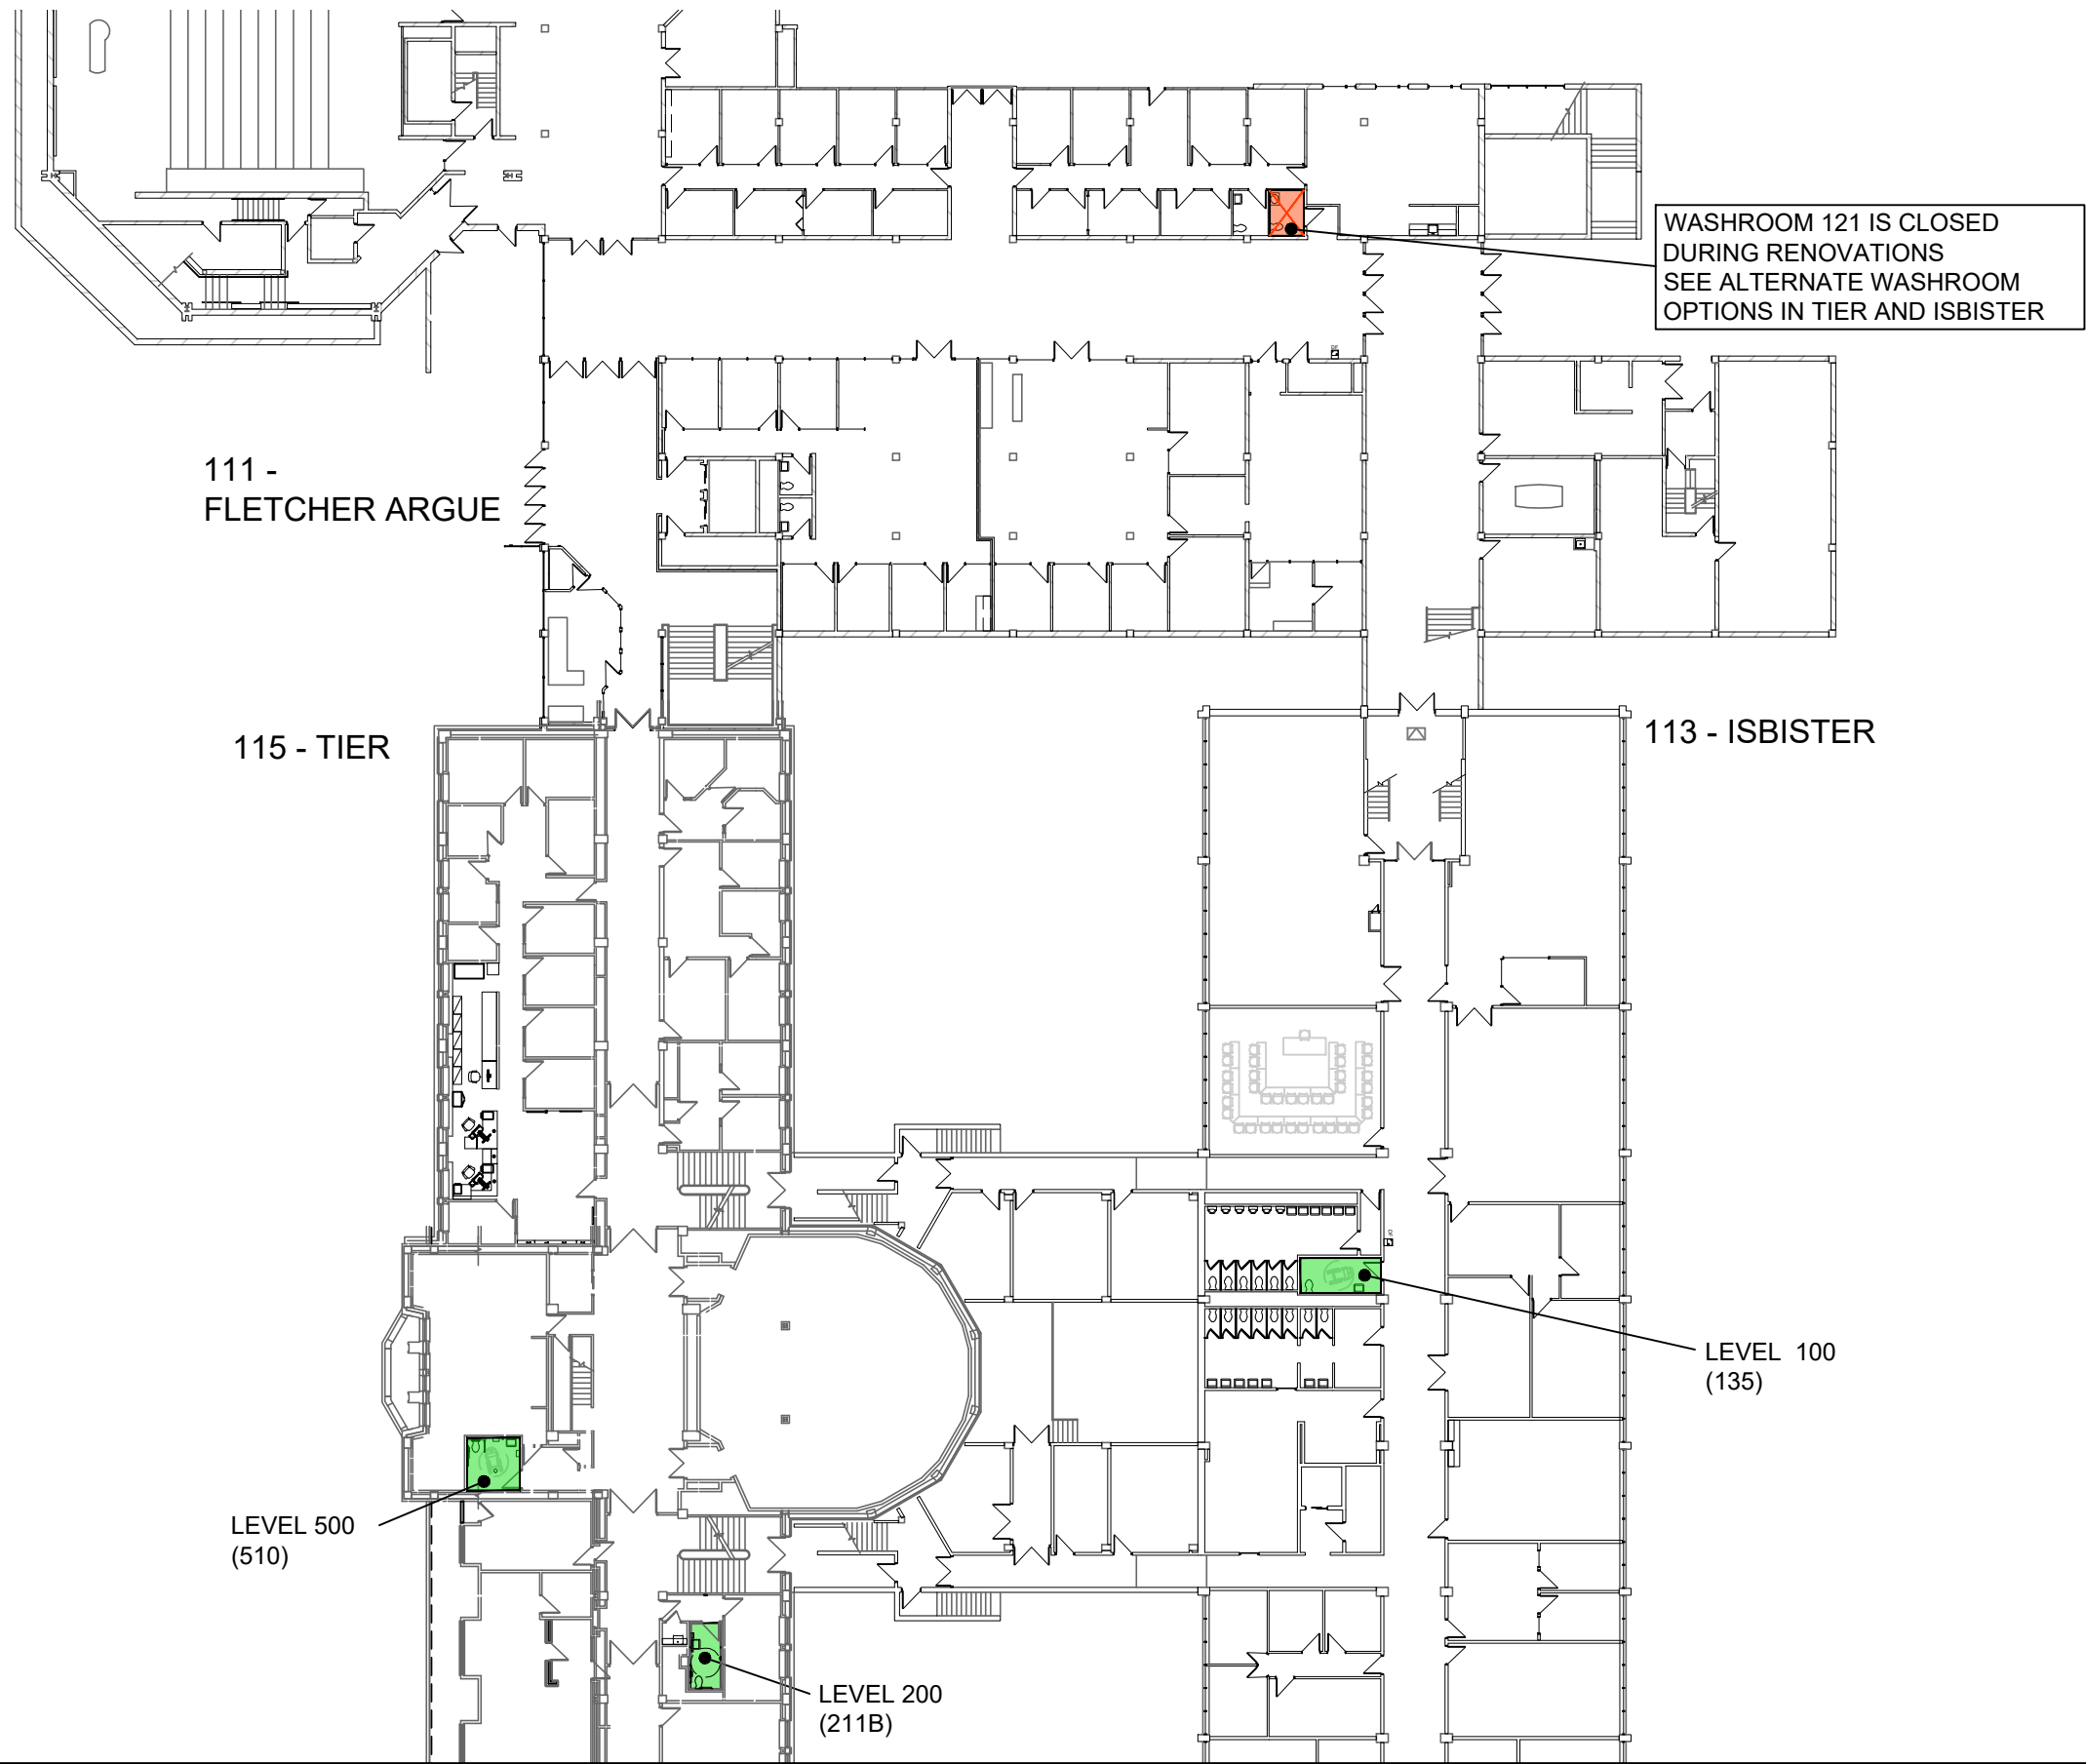 WASHROOM 121 IS CLOSED
DURING RENOVATIONS
SEE ALTERNATE WASHROOM
OPTIONS IN TIER AND ISBISTER
111 -
FLETCHER ARGUE
115 - TIER
113 - ISBISTER
LEVEL 100
(135)
LEVEL 500
(510)
LEVEL 200
(211B)